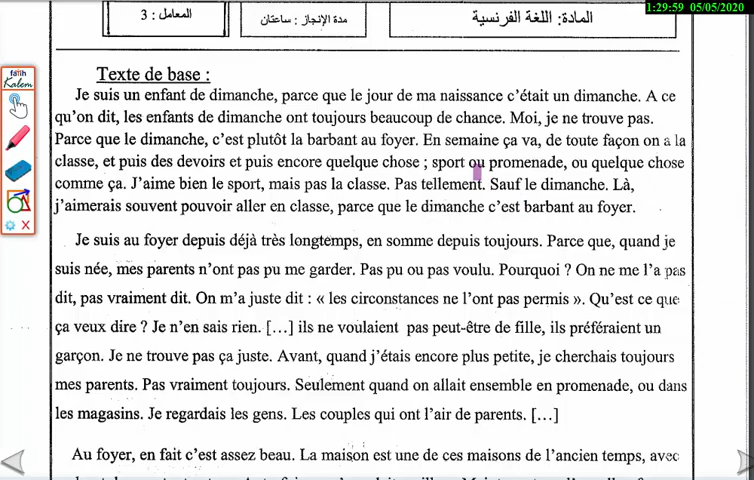 1:29:59 05/05/2020
المادة: اللغة الفرنسية
مدة الإنجاز : ساعتان
المعامل : 3
fatih
Kalem
Texte de base :
Je suis un enfant de dimanche, parce que le jour de ma naissance c'était un dimanche. A ce
qu'on dit, les enfants de dimanche ont toujours beaucoup de chance. Moi, je ne trouve pas.
Parce que le dimanche, c'est plutôt la barbant au foyer. En semaine ça va, de toute façon on a la
classe, et puis des devoirs et puis encore quelque chose ; sport ou promenade, ou quelque chose
comme ça. J'aime bien le sport, mais pas la classe. Pas tellement. Sauf le dimanche. Là,
j'aimerais souvent pouvoir aller en classe, parce que le dimanche c'est barbant au foyer.
Je suis au foyer depuis déjà très longtemps, en somme depuis toujours. Parce que, quand je
suis née, mes parents n'ont pas pu me garder. Pas pu ou pas voulu. Pourquoi ? On ne me l'a pas
dit, pas vraiment dit. On m'a juste dit : « les circonstances ne l'ont pas permis ». Qu'est ce que
ça veux dire ? Je n'en sais rien. […] ils ne voulaient pas peut-être de fille, ils préféraient un
garçon. Je ne trouve pas ça juste. Avant, quand j'étais encore plus petite, je cherchais toujours
mes parents. Pas vraiment toujours. Seulement quand on allait ensemble en promenade, ou dans
les magasins. Je regardais les gens. Les couples qui ont l'air de parents. […]
Au foyer, en fait c'est assez beau. La maison est une de ces maisons de l'ancien temps, avec